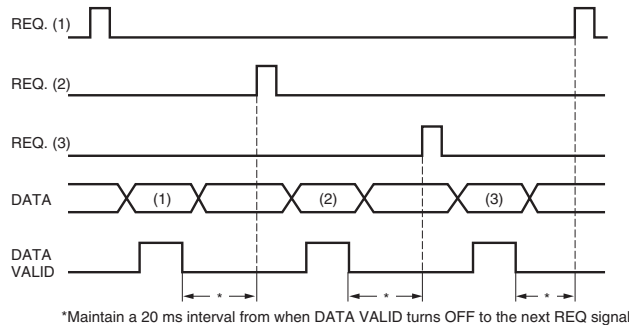 REQ. (1)
REQ. (2)
REQ. (3)
DATA
(1)
(2)
(3)
DATA
VALID
*
*
*
*Maintain a 20 ms interval from when DATA VALID turns OFF to the next REQ signal